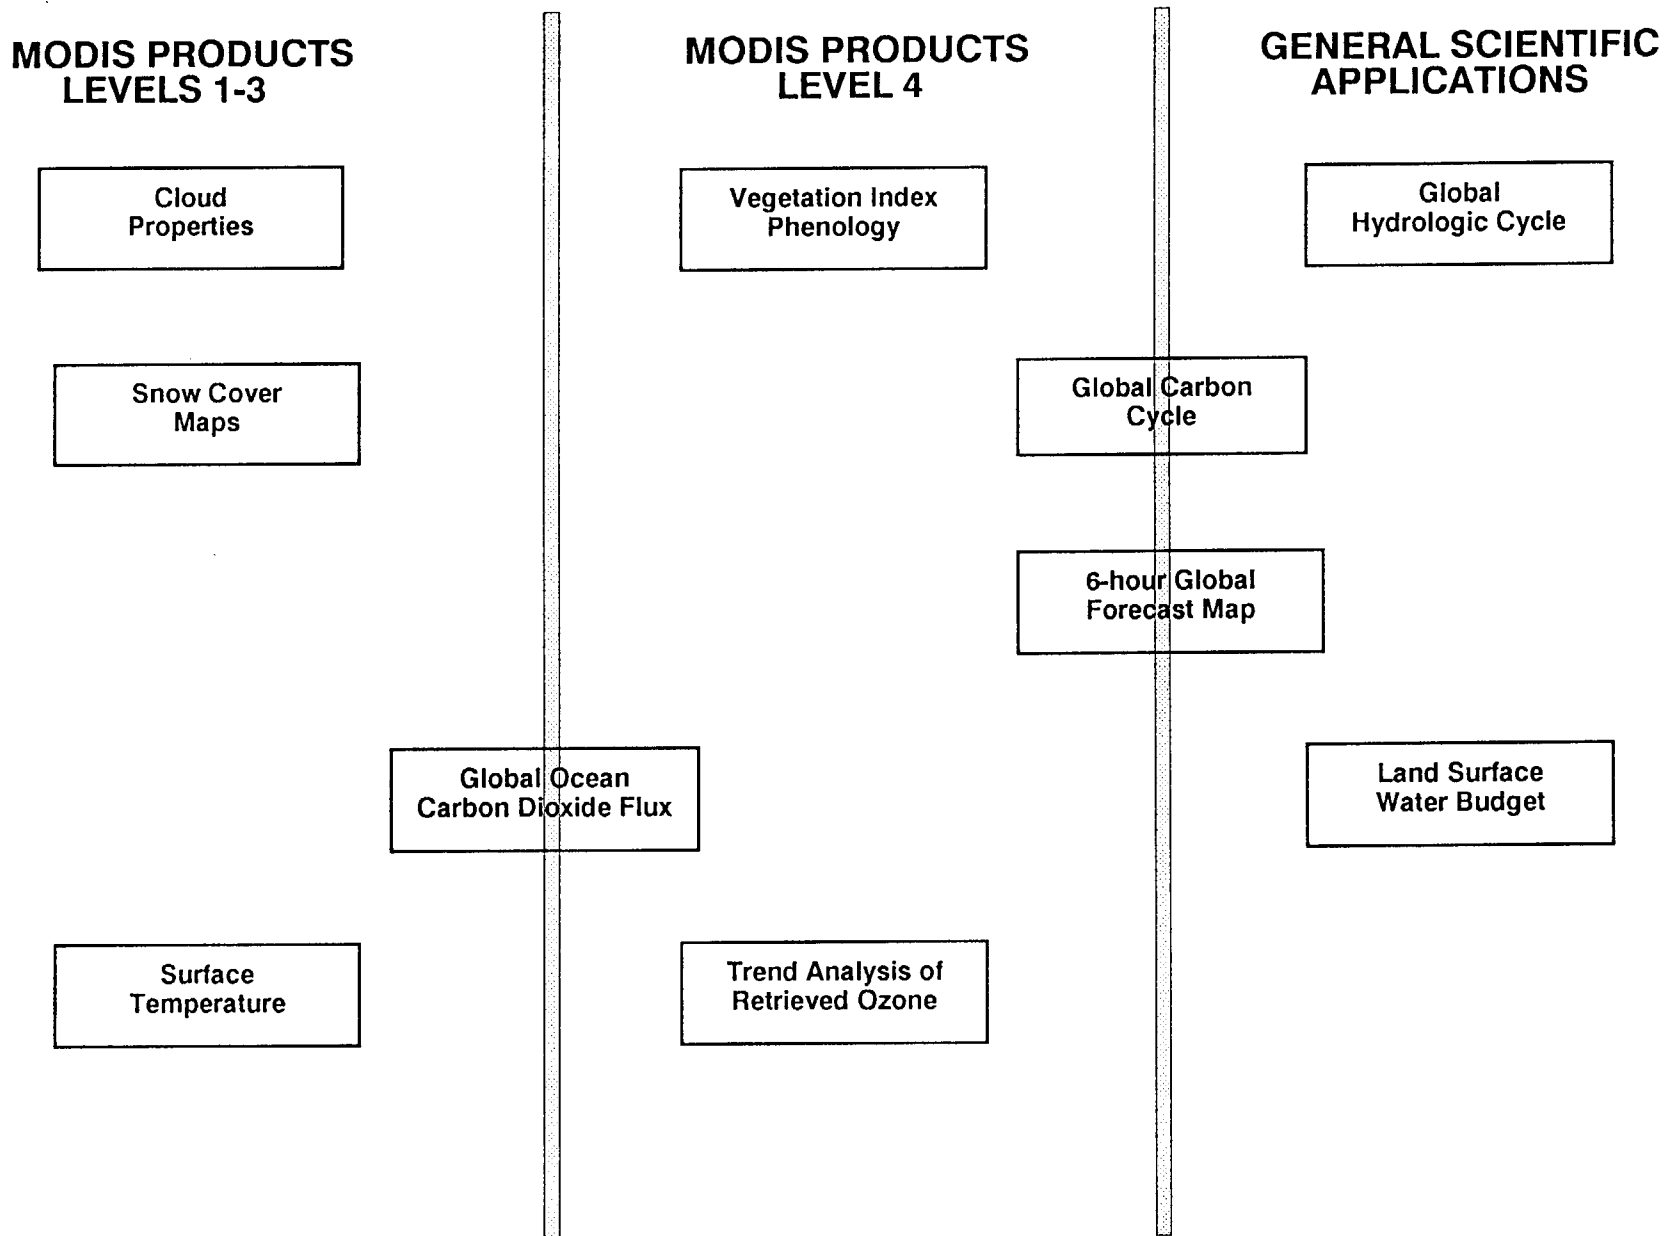 MODIS PRODUCTS
LEVELS 1-3
MODIS PRODUCTS
LEVEL 4
GENERAL SCIENTIFIC
APPLICATIONS
Cloud
Properties
Vegetation Index
Phenology
Global
Hydrologic Cycle
Snow Cover
Maps
Global Carbon
Cycle
6-hour Global
Forecast Map
Global Ocean
Carbon Dioxide Flux
Land Surface
Water Budget
Surface
Temperature
Trend Analysis of
Retrieved Ozone